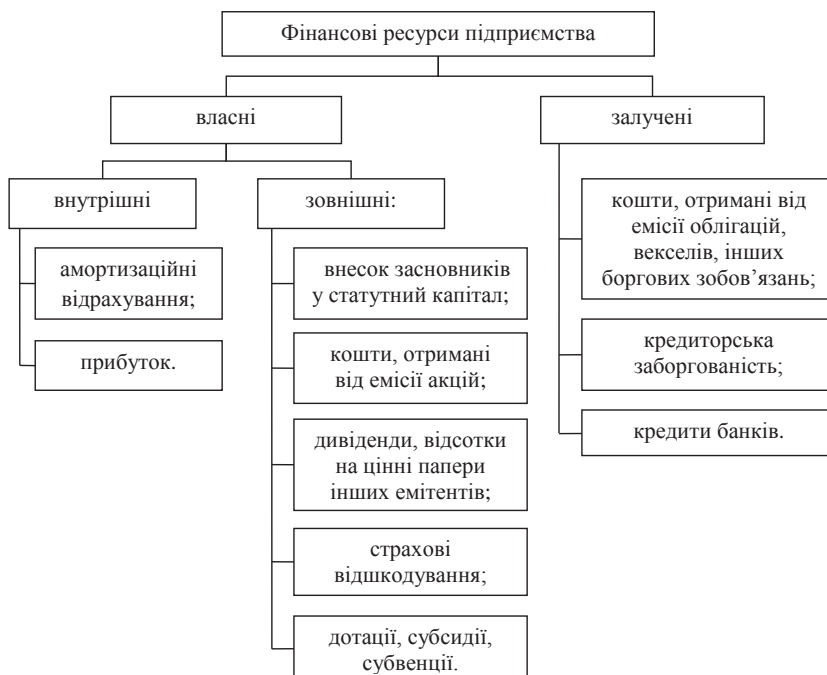 Фінансові ресурси підприємства
власні
залучені
внутрішні
амортизаційні
відрахування;
прибуток.
зовнішні:
внесок засновників
у статутний капітал;
кошти, отримані
від емісії акцій;
дивіденди, відсотки
на цінні папери
інших емітентів;
страхові
відшкодування;
дотації, субсидії,
субвенції.
кошти, отримані від
емісії облігацій,
векселів, інших
боргових зобов’язань;
кредиторська
заборгованість;
кредити банків.